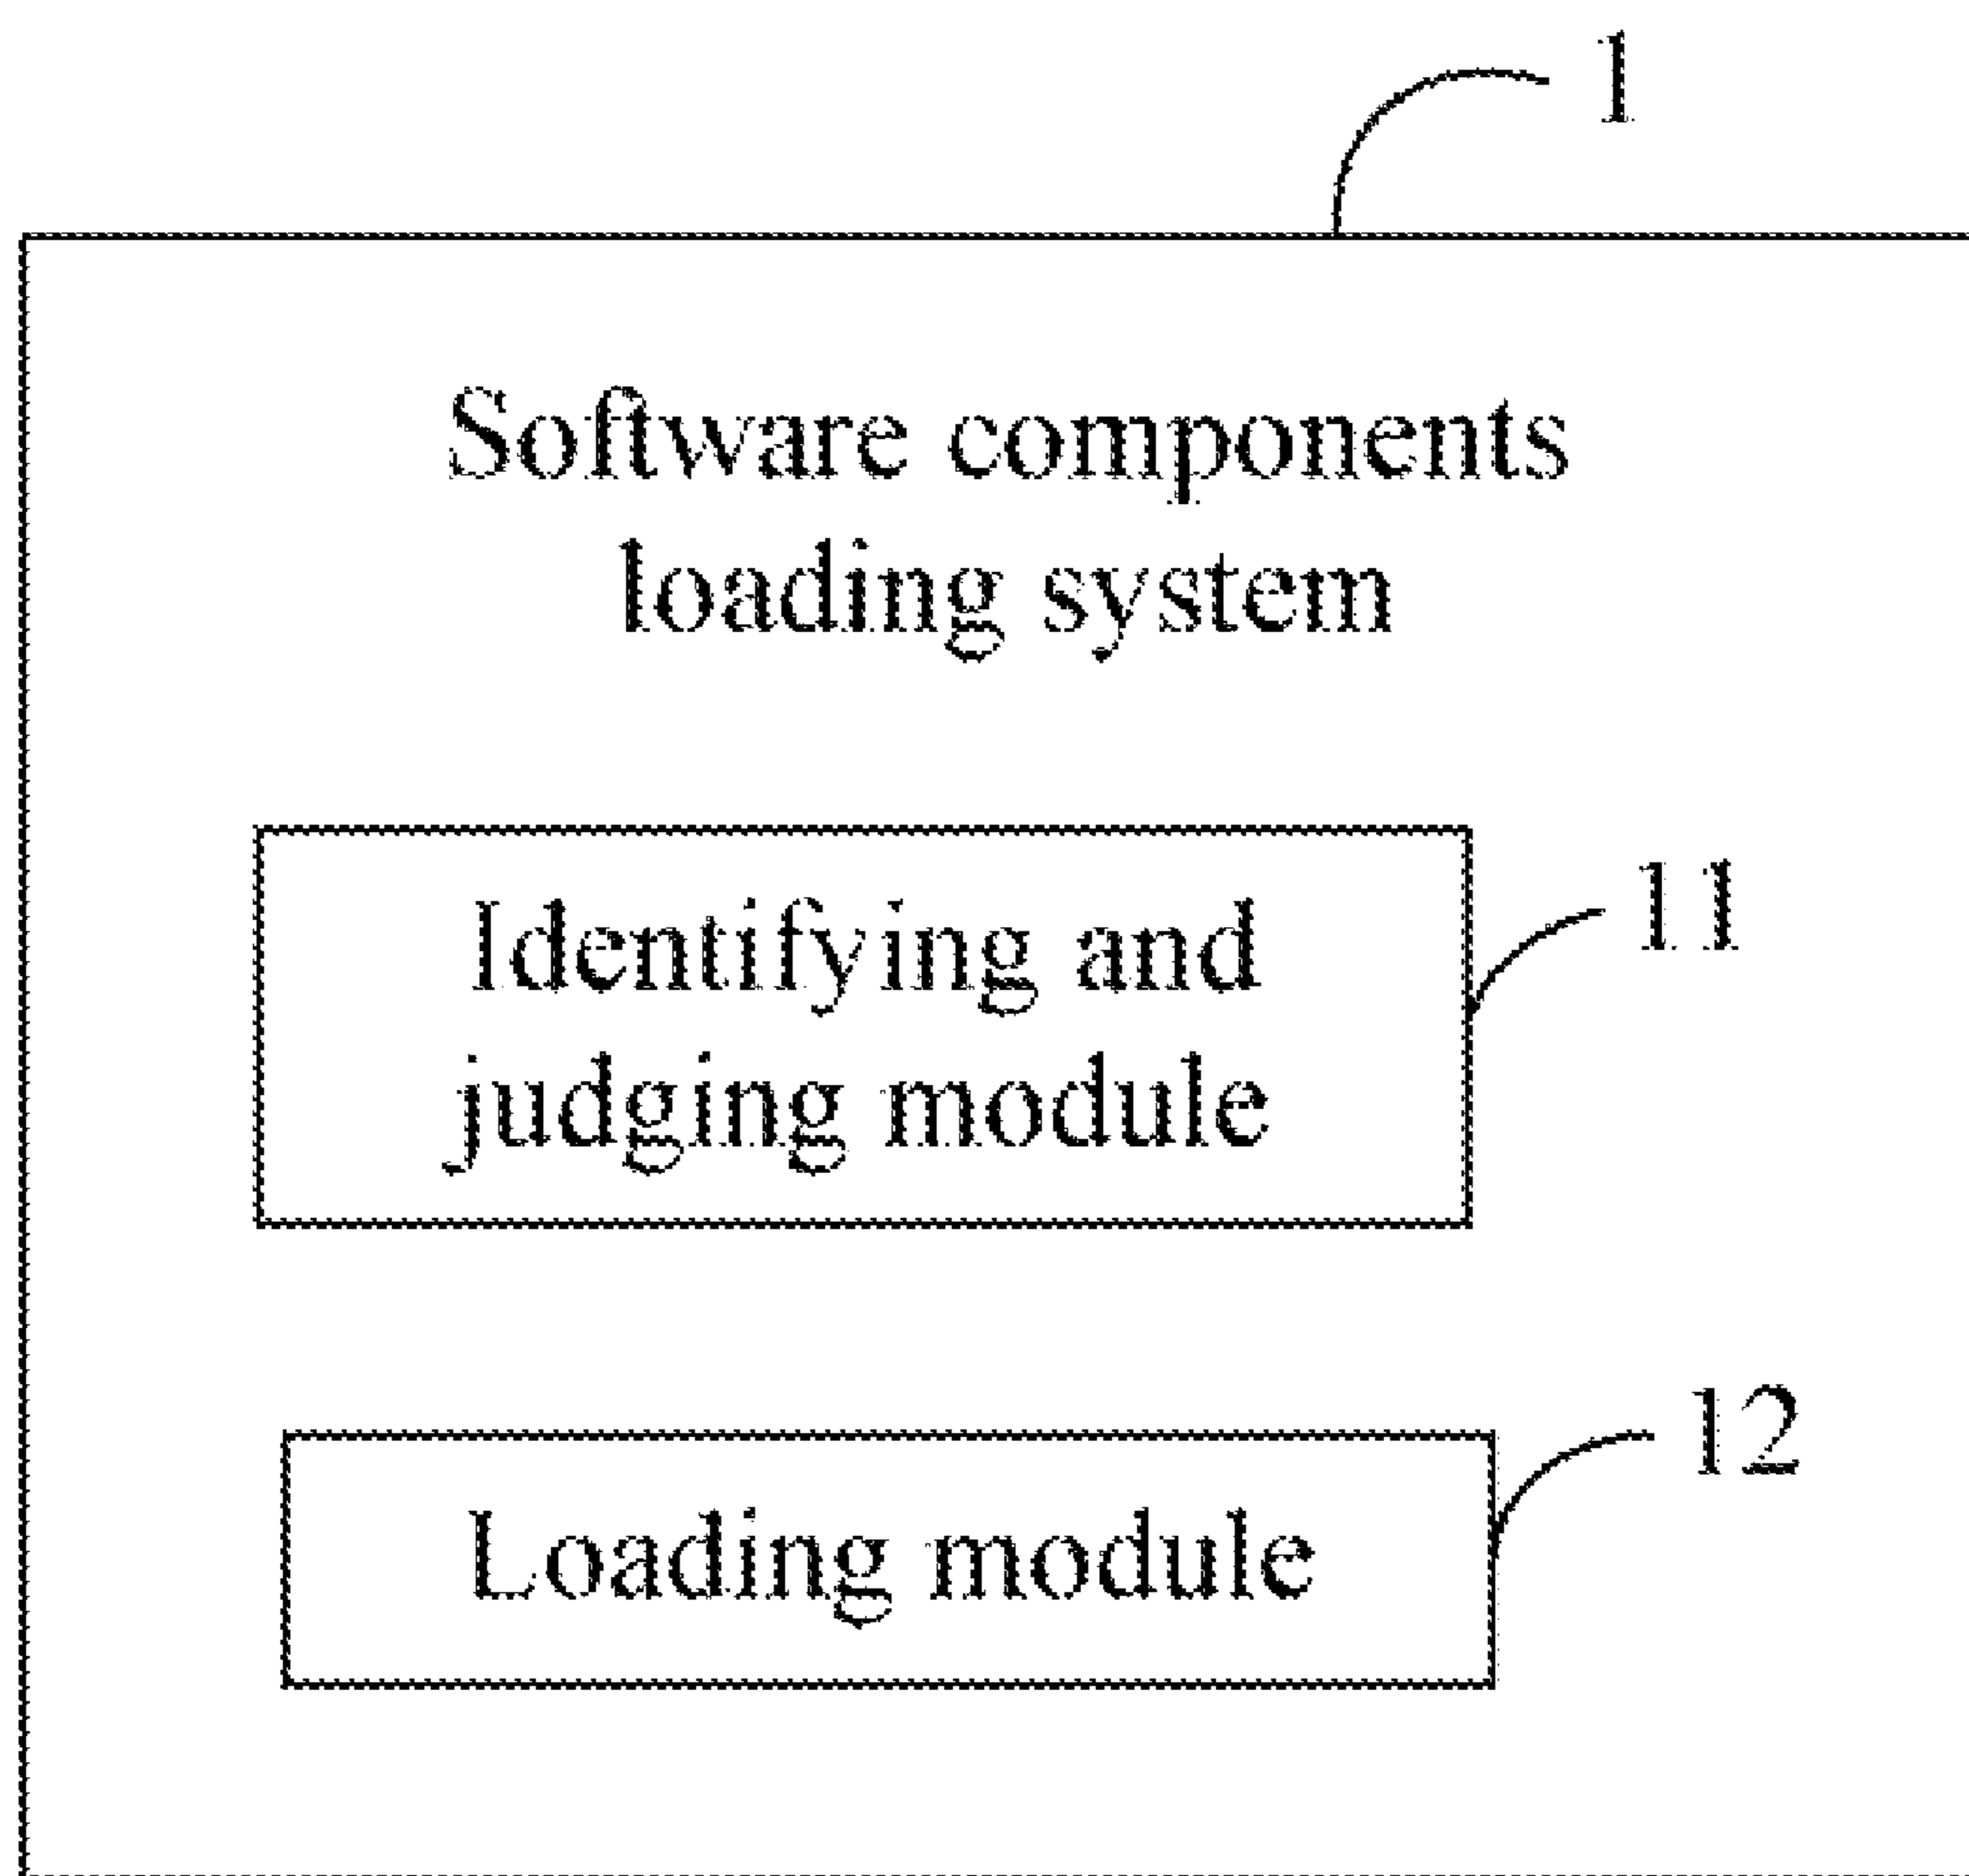 1
Software components
loading system
Identifying and
judging module
11
Loading module
12